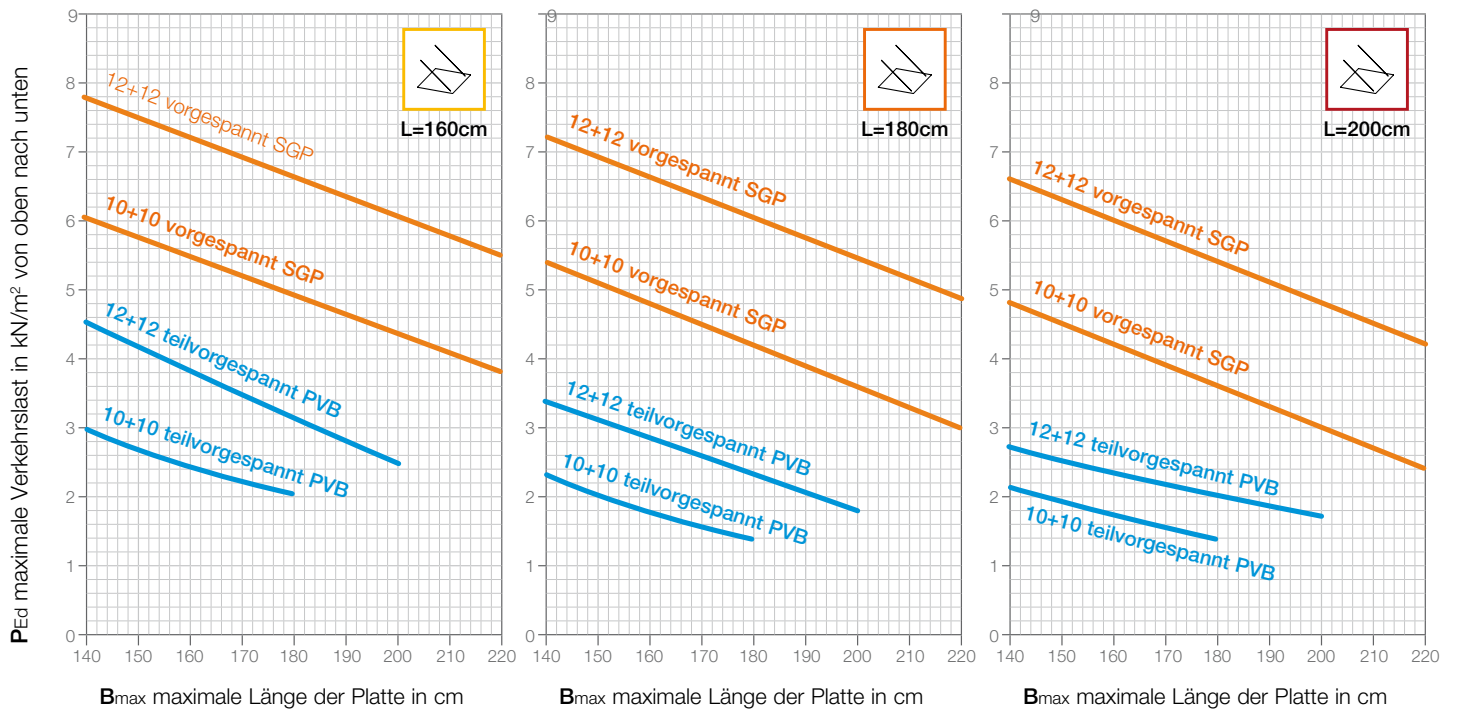 PEd maximale Verkehrslast in kN/m² von oben nach unten
9
8
7
6
5
4
3
2
1
0
L=160cm
12+12 vorgespannt SGP
10+10 vorgespannt SGP
12+12 teilvorgespannt PVB
10+10 teilvorgespannt PVB
140 150 160 170 180 190 200 210 220
Bmax maximale Länge der Platte in cm
9
8
7
6
5
4
3
2
1
0
L=180cm
12+12 vorgespannt SGP
10+10 vorgespannt SGP
12+12 teilvorgespannt PVB
10+10 teilvorgespannt PVB
140 150 160 170 180 190 200 210 220
Bmax maximale Länge der Platte in cm
9
8
7
6
5
4
3
2
1
0
L=200cm
12+12 vorgespannt SGP
10+10 vorgespannt SGP
12+12 teilvorgespannt PVB
10+10 teilvorgespannt PVB
140 150 160 170 180 190 200 210 220
Bmax maximale Länge der Platte in cm